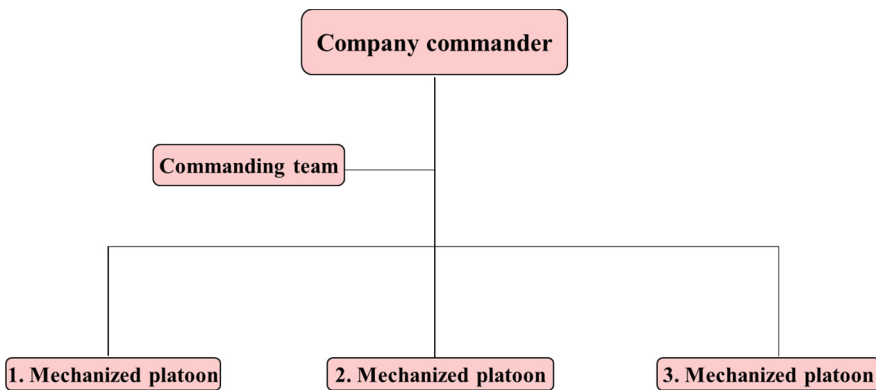 Company commander
Commanding team
1. Mechanized platoon
2. Mechanized platoon
3. Mechanized platoon